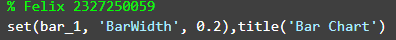 % Felix 2327250059
set(bar_1, 'BarWidth', 0.2),title('Bar Chart')